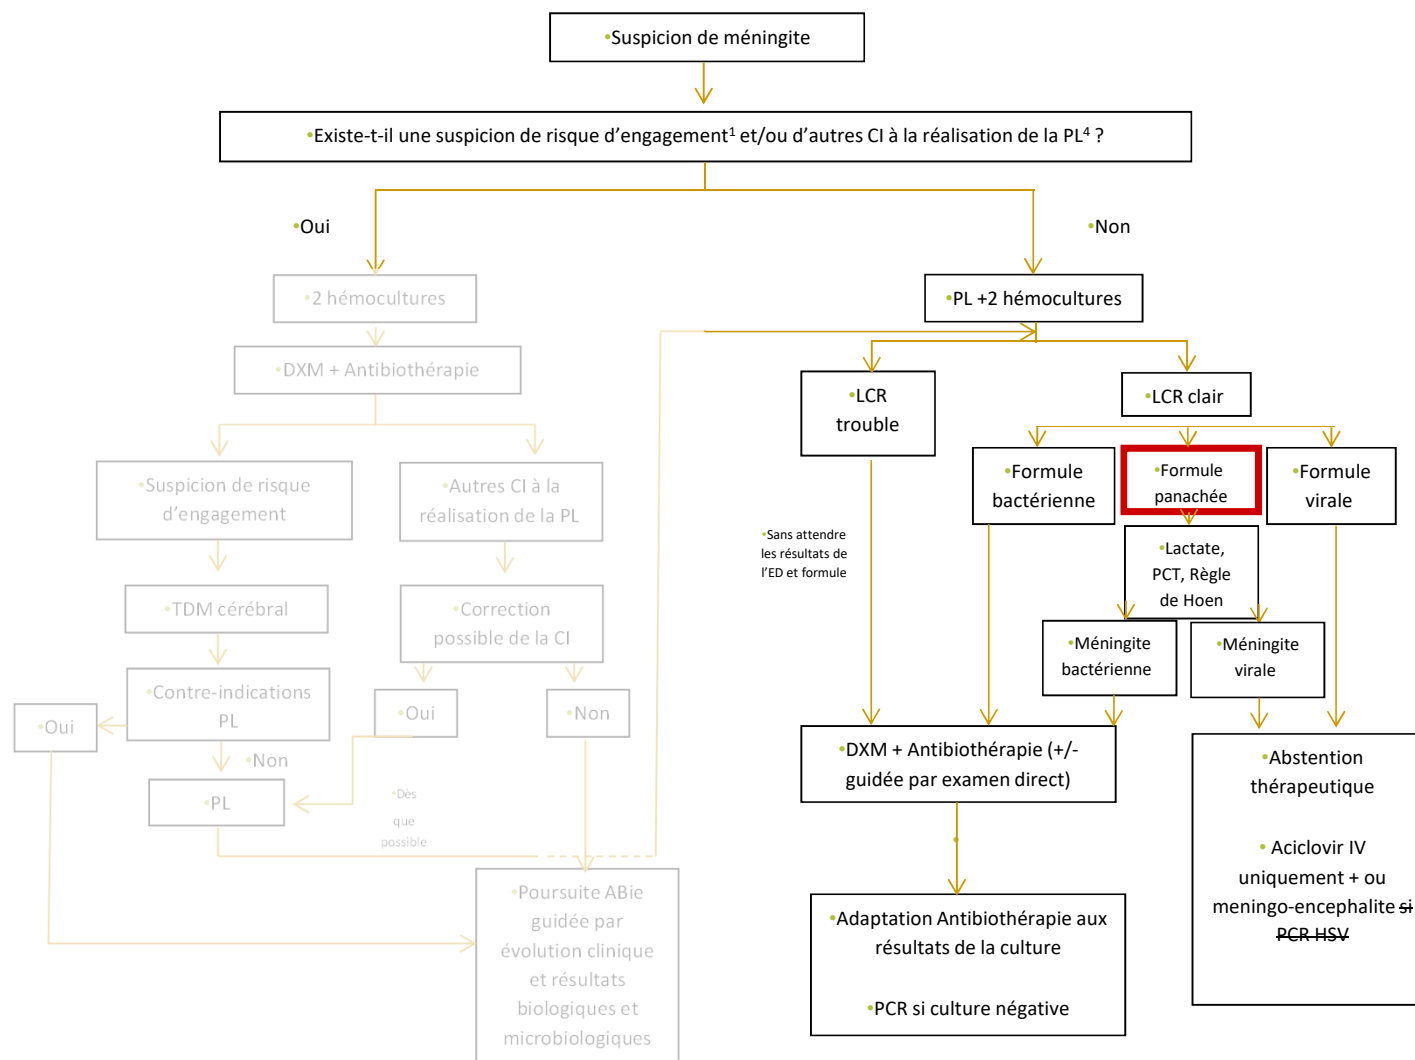 •Suspicion de méningite
•Existe-t-il une suspicion de risque d'engagement¹ et/ou d'autres CI à la réalisation de la PL⁴ ?
•Oui
•Non
•2 hémocultures
•PL +2 hémocultures
•DXM + Antibiothérapie
•LCR
trouble
•LCR clair
•Suspicion de risque
d'engagement
•Autres CI à la
réalisation de la PL
•Formule
bactérienne
•Formule
panachée
•Formule
virale
•Sans attendre
les résultats de
l'ED et formule
•Lactate,
PCT, Règle
de Hoen
•TDM cérébral
•Correction
possible de la CI
•Méningite
bactérienne
•Méningite
virale
•Contre-indications
PL
•Oui
•Oui
•Non
•Non
•PL
•Dès
que
possible
•DXM + Antibiothérapie (+/-
guidée par examen direct)
•Abstention
thérapeutique
• Aciclovir IV
uniquement + ou
meningo-encephalite si
PCR HSV
•Poursuite ABie
guidée par
évolution clinique
et résultats
biologiques et
microbiologiques
•
•Adaptation Antibiothérapie aux
résultats de la culture
•PCR si culture négative